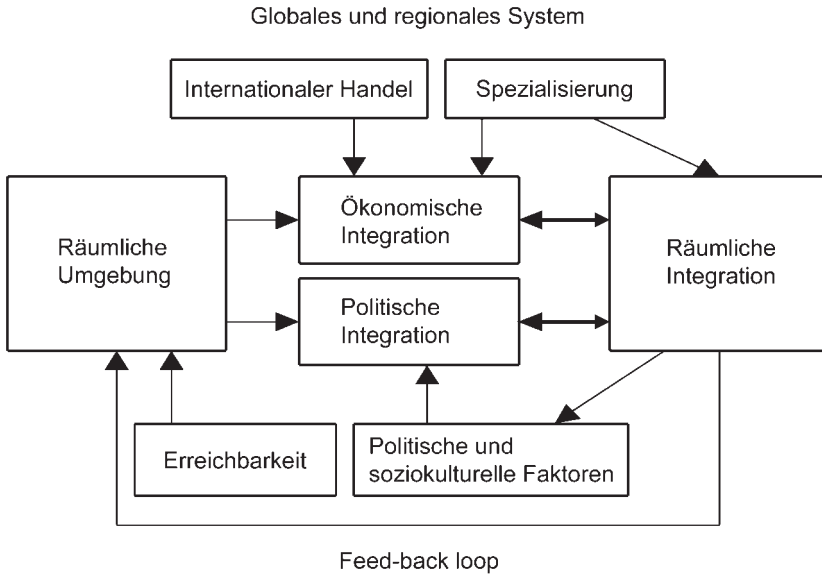 Globales und regionales System
Internationaler Handel
Spezialisierung
Räumliche
Umgebung
Ökonomische
Integration
Räumliche
Integration
Politische
Integration
Erreichbarkeit
Politische und
soziokulturelle Faktoren
Feed-back loop